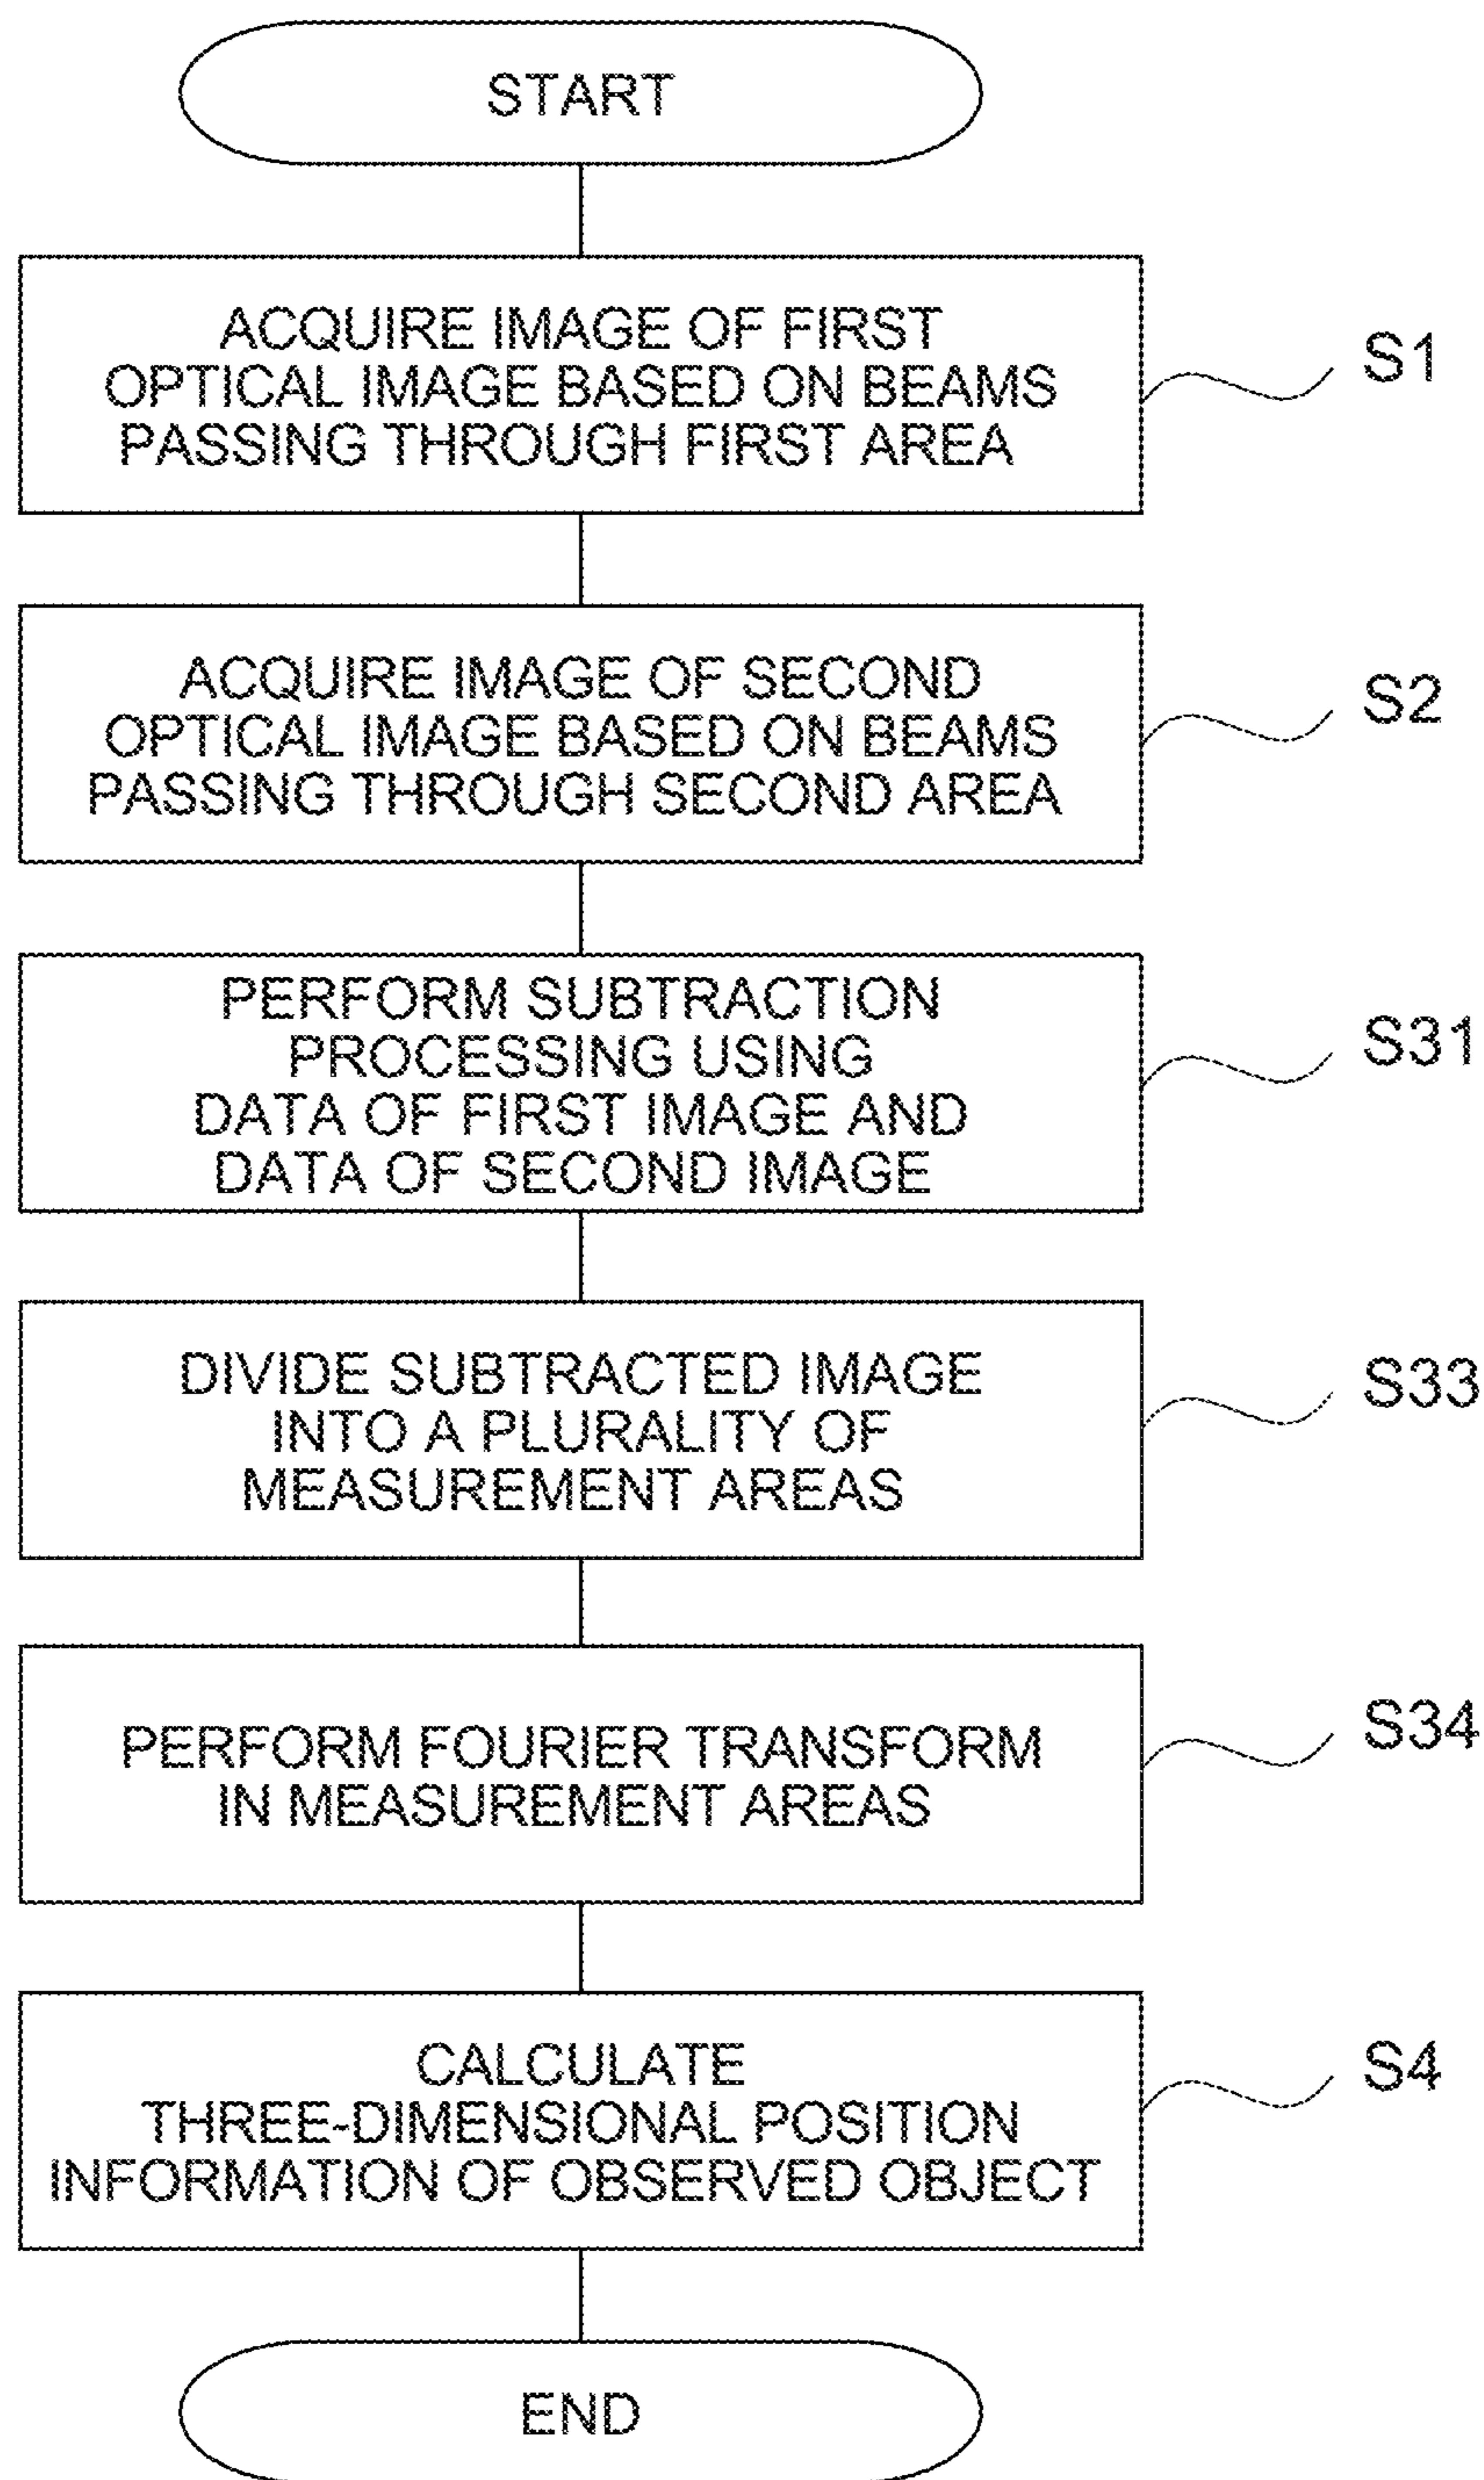 START
ACQUIRE IMAGE OF FIRST
OPTICAL IMAGE BASED ON BEAMS
PASSING THROUGH FIRST AREA
S1
ACQUIRE IMAGE OF SECOND
OPTICAL IMAGE BASED ON BEAMS
PASSING THROUGH SECOND AREA
S2
PERFORM SUBTRACTION
PROCESSING USING
DATA OF FIRST IMAGE AND
DATA OF SECOND IMAGE
S31
DIVIDE SUBTRACTED IMAGE
INTO A PLURALITY OF
MEASUREMENT AREAS
S33
PERFORM FOURIER TRANSFORM
IN MEASUREMENT AREAS
S34
CALCULATE
THREE-DIMENSIONAL POSITION
INFORMATION OF OBSERVED OBJECT
S4
END